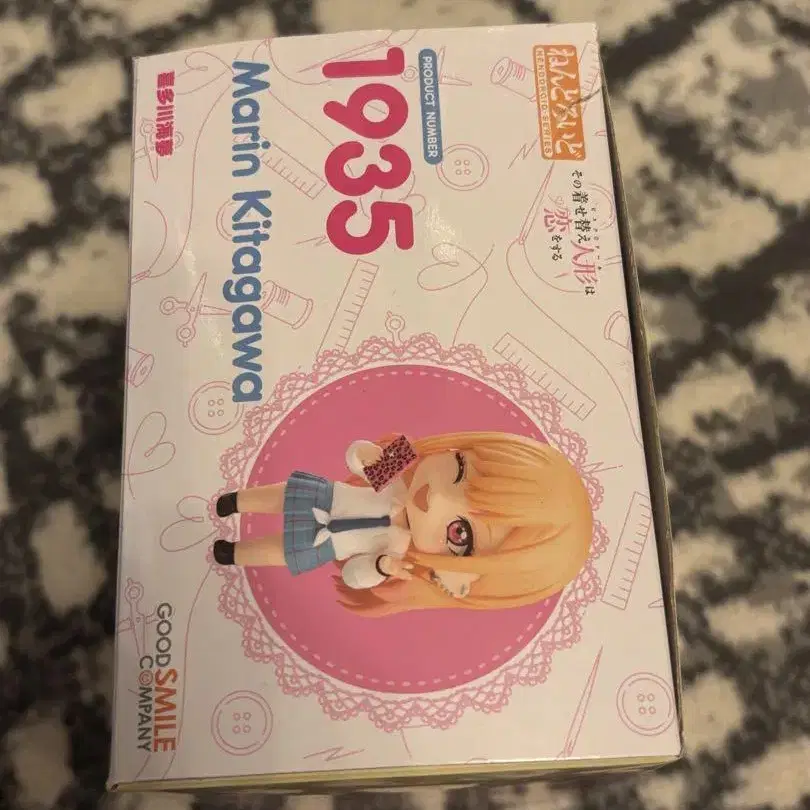 ねんどろいど
NENDOROID SERIES
その着せ替え人形は
恋をする
PRODUCT NUMBER
1935
Marin Kitagawa
喜多川海夢
GOOD
SMILE
COMPANY